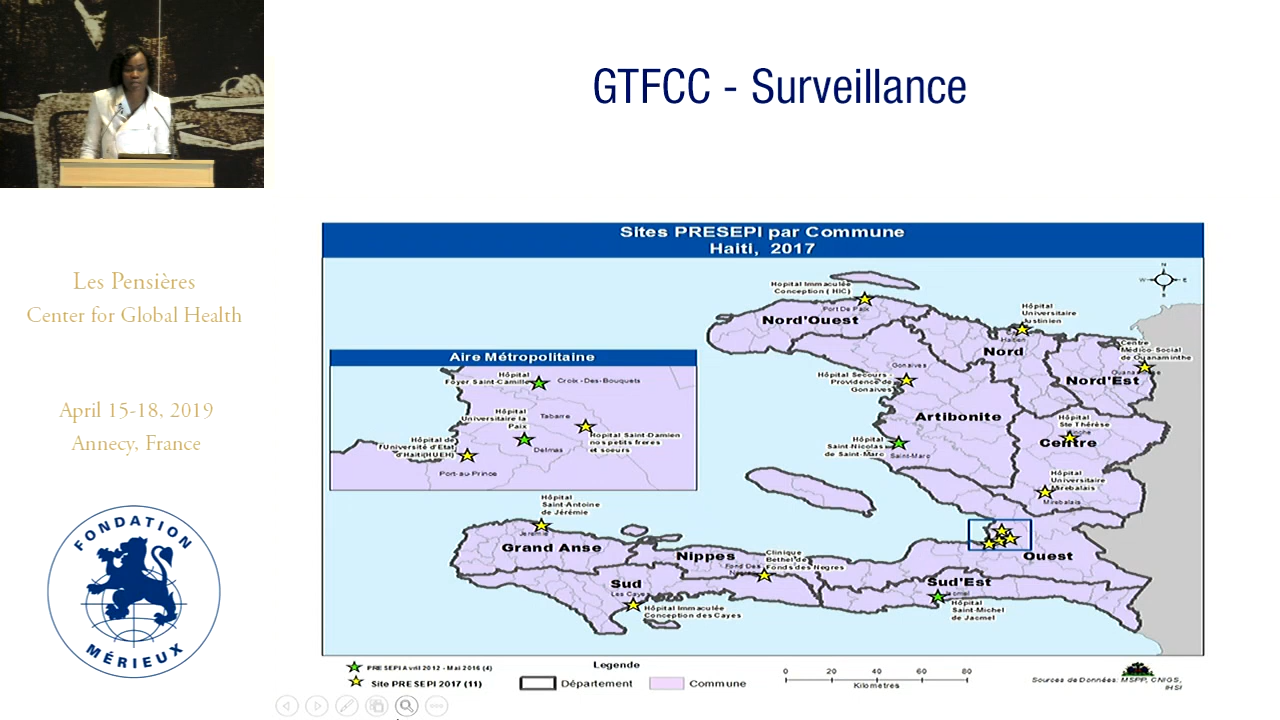 GTFCC - Surveillance
Les Pensières
Center for Global Health
April 15-18, 2019
Annecy, France
FONDATION
MÉRIEUX
Sites PRESEPI par Commune
Haiti, 2017
N
W
E
S
Hopital Immaculée
Conception ( HIC)
Port De Paix
Nord'Ouest
Hôpital
Universitaire
Justinien
Nord
Centre
Médico-Social
de Ouanaminthe
Nord'Est
Gonaives
Hôpital Secours-
Providence de
Gonaives
Artibonite
Hôpital
Ste Thérèse
Centre
Hôpital
Saint-Nicolas
de Saint-Marc
Saint-Marc
Hôpital
Universitaire
Mirebalais
Mirebalais
Aire Métropolitaine
Hôpital
Foyer Saint-Camille
Croix-Des-Bouquets
Hôpital
Universitaire la
Paix
Tabarre
Hôpital Saint-Damien
nos petits freres
et soeurs
Delmas
Hôpital de
l'Université d'Etat
d'Haiti(HUEH)
Port-au-Prince
Hôpital
Saint-Antoine
de Jérémie
Grand Anse
Nippes
Clinique
Bethel de
Fonds des Negres
Ouest
Sud
Les Cayes
Hôpital Immaculée
Conception des Cayes
Sud'Est
Hôpital
Saint-Michel
de Jacmel
PRESEPI Avril 2012 - Mai 2016 (4)
Site PRESEPI 2017 (11)
Legende
Département
Commune
0 20 40 60 80
Kilometres
Sources de Données: MSPP, CNIGS,
IHSI